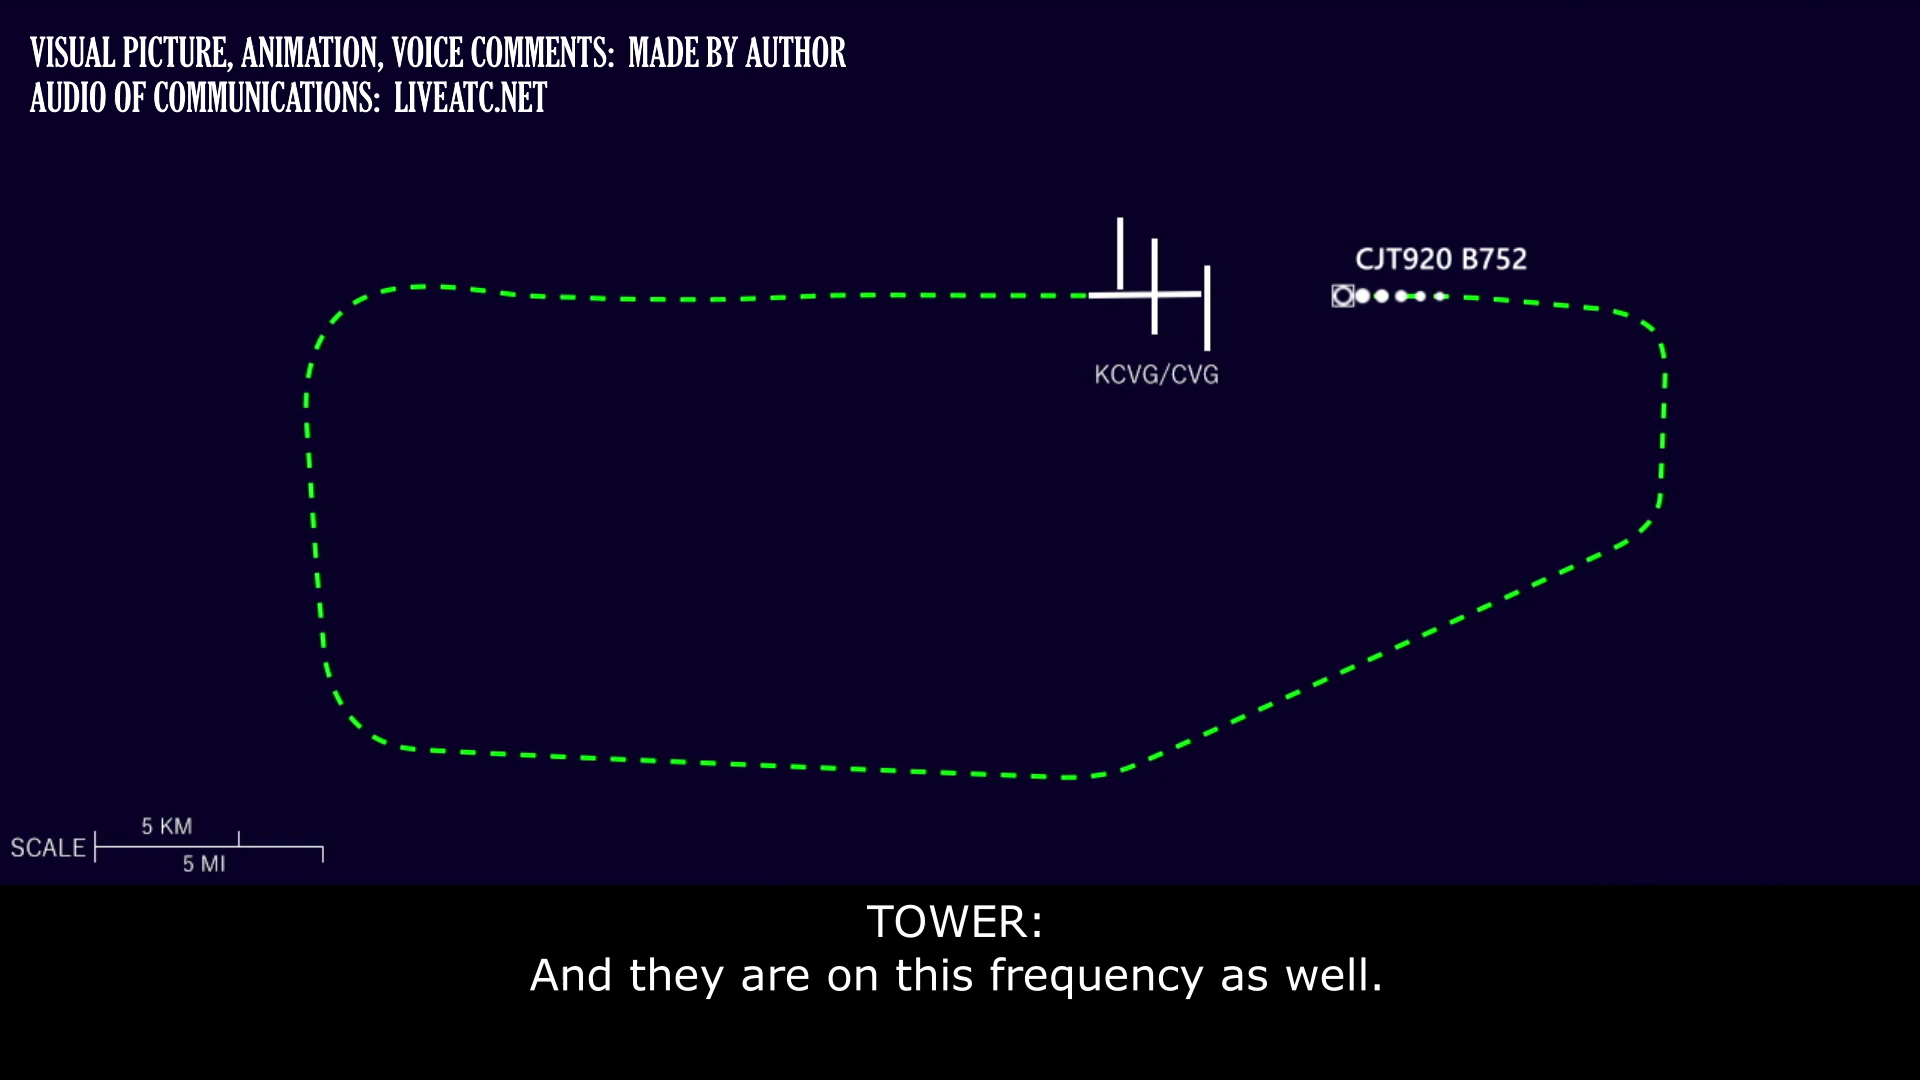 VISUAL PICTURE, ANIMATION, VOICE COMMENTS: MADE BY AUTHOR
AUDIO OF COMMUNICATIONS: LIVEATC.NET
CJT920 B752
KCVG/CVG
5 KM
SCALE
5 MI
TOWER:
And they are on this frequency as well.